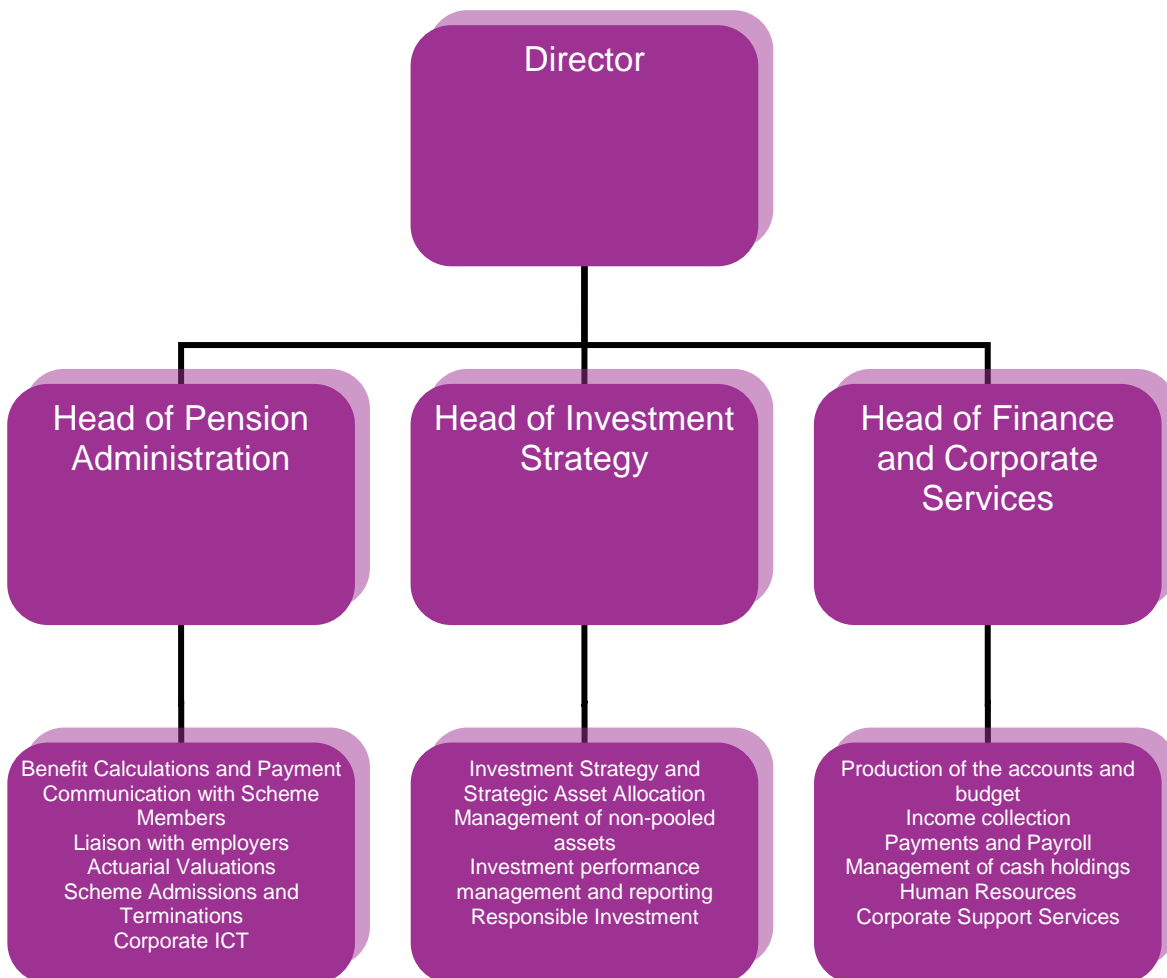 Director
Head of Pension
Administration
Head of Investment
Strategy
Head of Finance
and Corporate
Services
Benefit Calculations and Payment
Communication with Scheme
Members
Liaison with employers
Actuarial Valuations
Scheme Admissions and
Terminations
Corporate ICT
Investment Strategy and
Strategic Asset Allocation
Management of non-pooled
assets
Investment performance
management and reporting
Responsible Investment
Production of the accounts and
budget
Income collection
Payments and Payroll
Management of cash holdings
Human Resources
Corporate Support Services